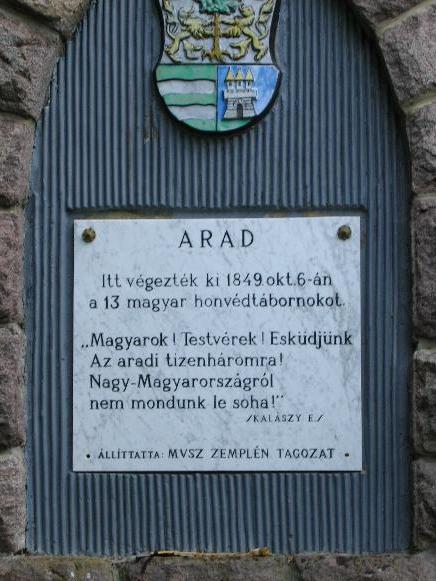 ARAD
Itt végezték ki 1849.okt.6-án
a 13 magyar honvédtábornokot.
„Magyarok! Testvérek! Esküdjünk
Az aradi tizenháromra!
Nagy-Magyarországról
nem mondunk le soha!"
/KALÁSZY E./
• ÁLLÍTTATTA: MVSZ ZEMPLÉN TAGOZAT •